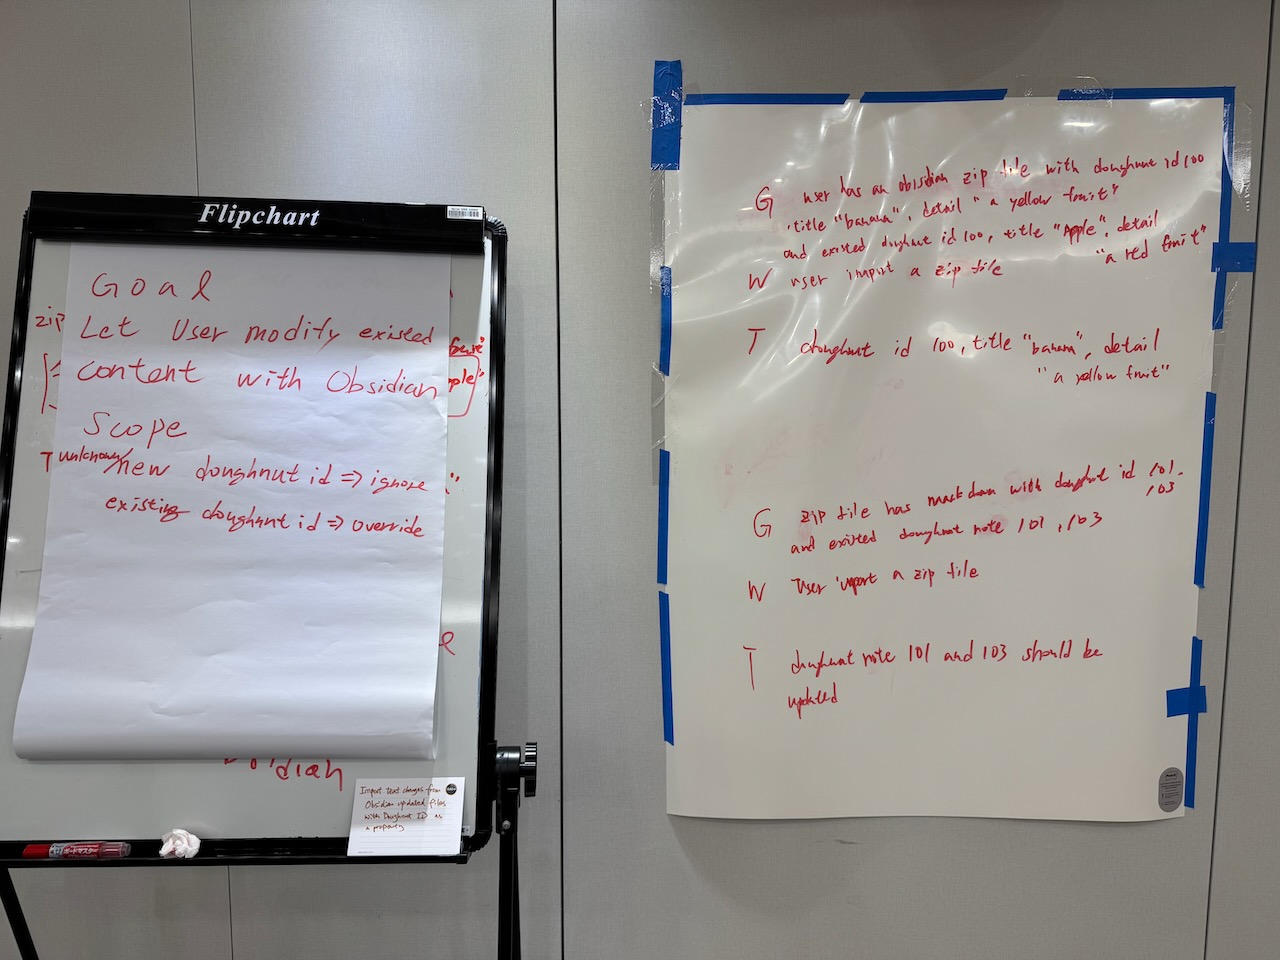 Flipchart
Goal
Let User modify existed
content with Obsidian
Scope
unknown/new doughnut id => ignore
existing doughnut id => override
zip
T
Import text changes from
Obsidian updated files
with Doughnut ID as
a property
G user has an obsidian zip file with doughnut id 100
, title "banana", detail "a yellow fruit"
and existed doughnut id 100, title "Apple", detail
"a red fruit"
W user import a zip file
T doughnut id 100, title "banana", detail
"a yellow fruit"
G zip file has markdown with doughnut id 101,
103
and existed doughnut note 101, 103
W User import a zip file
T doughnut note 101 and 103 should be
updated